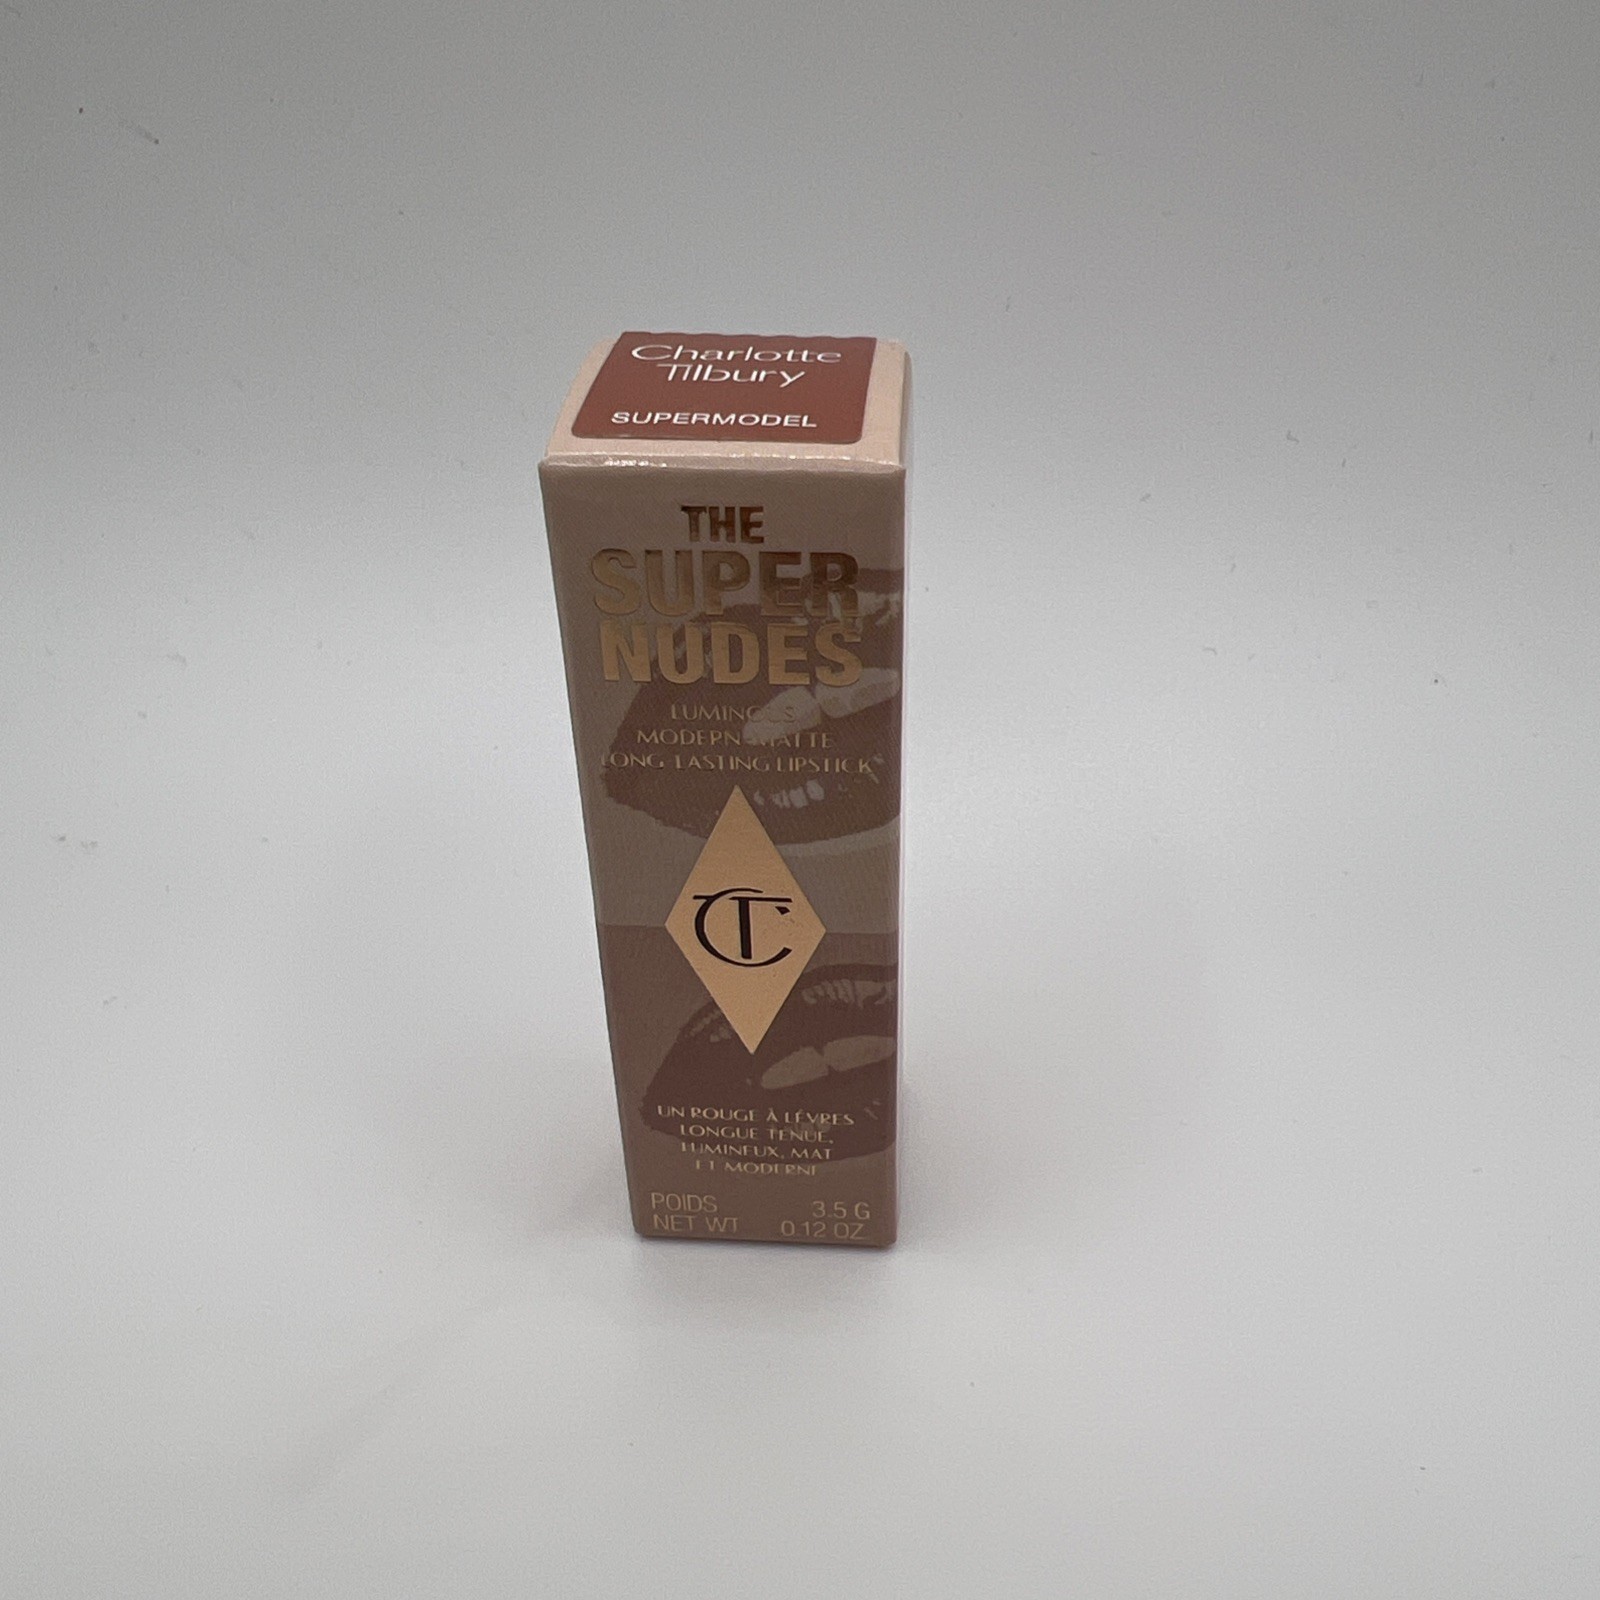 Charlotte
Tilbury
SUPERMODEL
THE
SUPER
NUDES
LUMINOUS
MODERN-MATTE
LONG LASTING LIPSTICK
CT
UN ROUGE À LÈVRES
LONGUE TENUE,
LUMINEUX, MAT
ET MODERNE
POIDS 3.5 G
NET WT 0.12 OZ